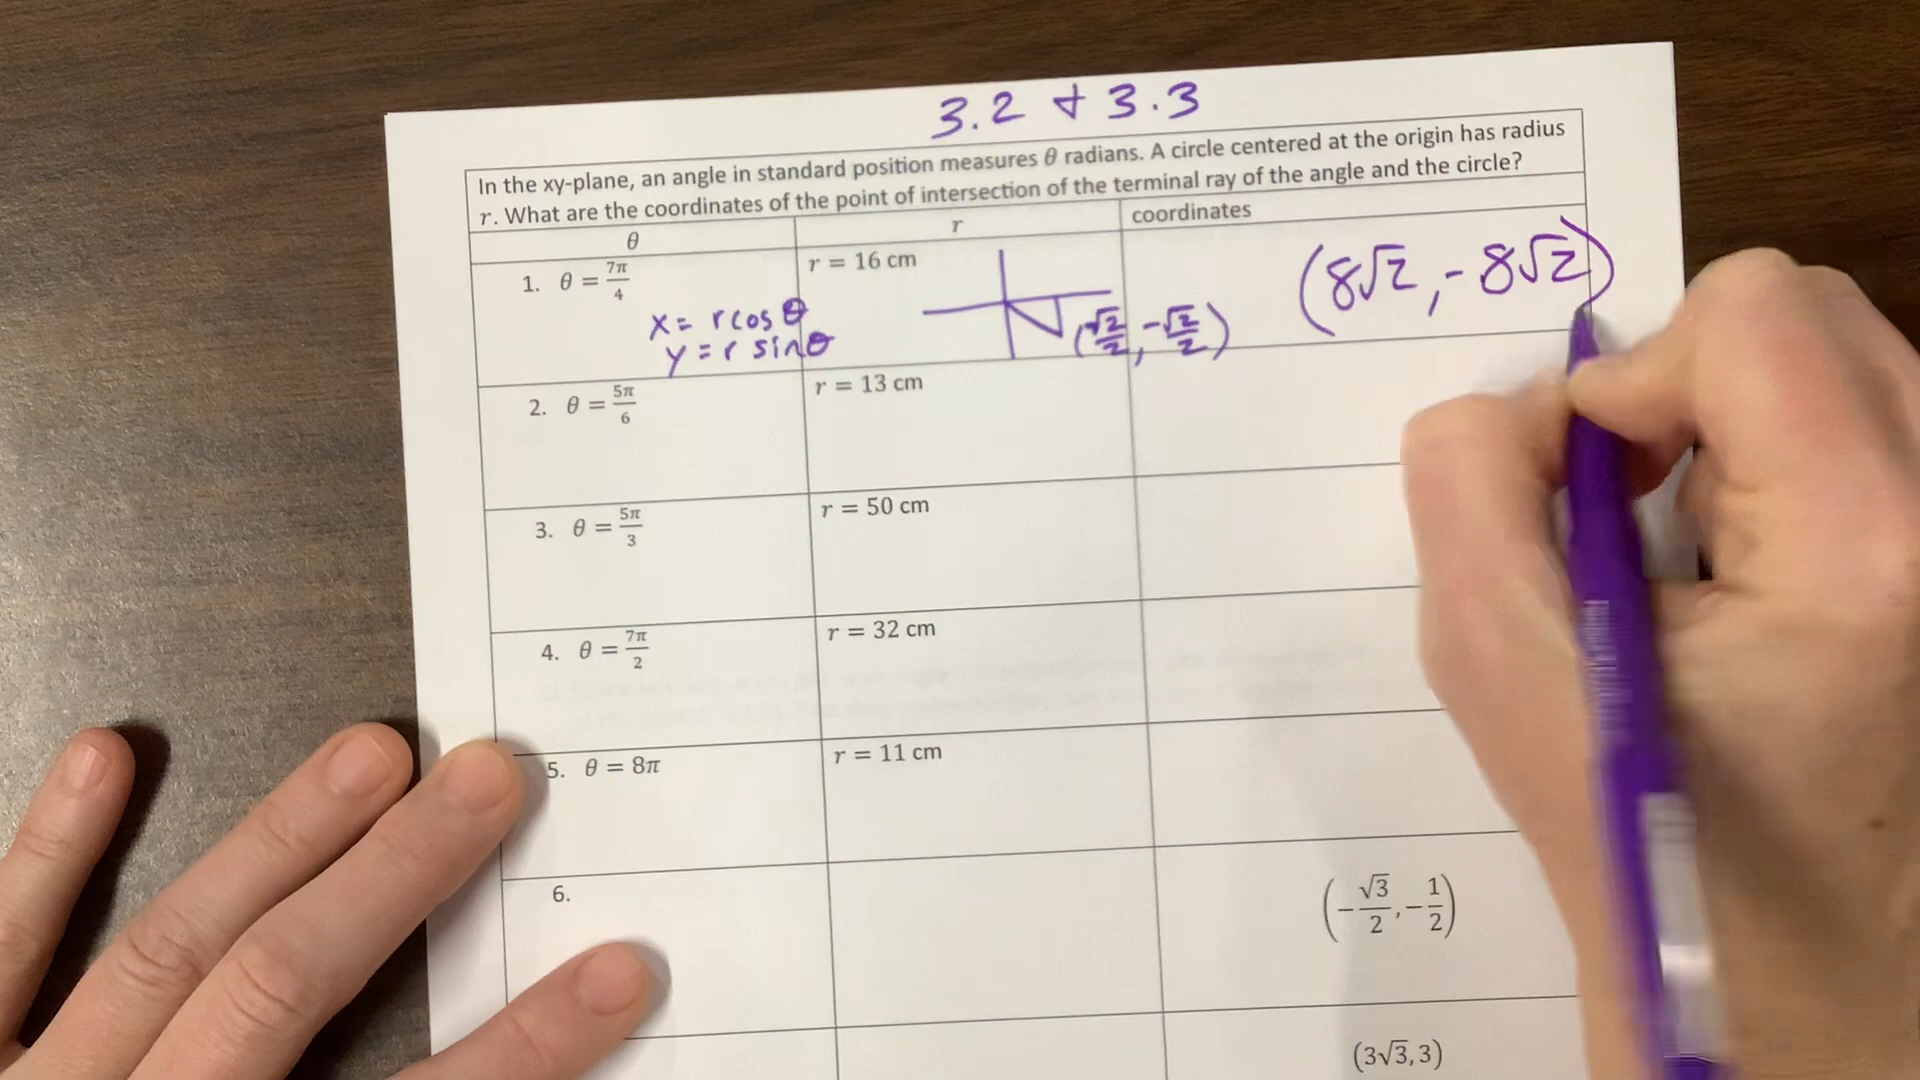 3.2 + 3.3
In the xy-plane, an angle in standard position measures θ radians. A circle centered at the origin has radius
r. What are the coordinates of the point of intersection of the terminal ray of the angle and the circle?
θ r coordinates
1. θ = 7π/4 r = 16 cm (8√2, -8√2)
x = r cos θ
y = r sin θ
(√2/2, -√2/2)
2. θ = 5π/6 r = 13 cm
3. θ = 5π/3 r = 50 cm
4. θ = 7π/2 r = 32 cm
5. θ = 8π r = 11 cm
6. (-√3/2, -1/2)
(3√3, 3)